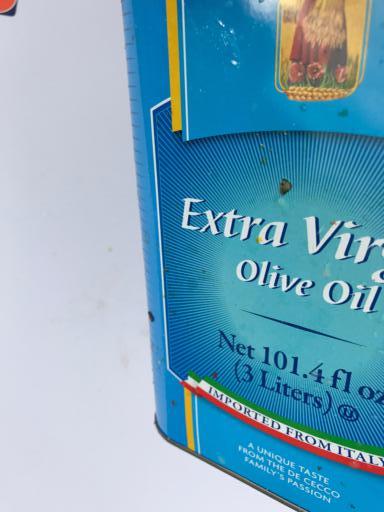 Extra Vir
Olive Oil
Net 101.4 fl oz
(3 Liters)
IMPORTED FROM ITALY
A UNIQUE TASTE
FROM THE DE CECCO
FAMILY'S PASSION